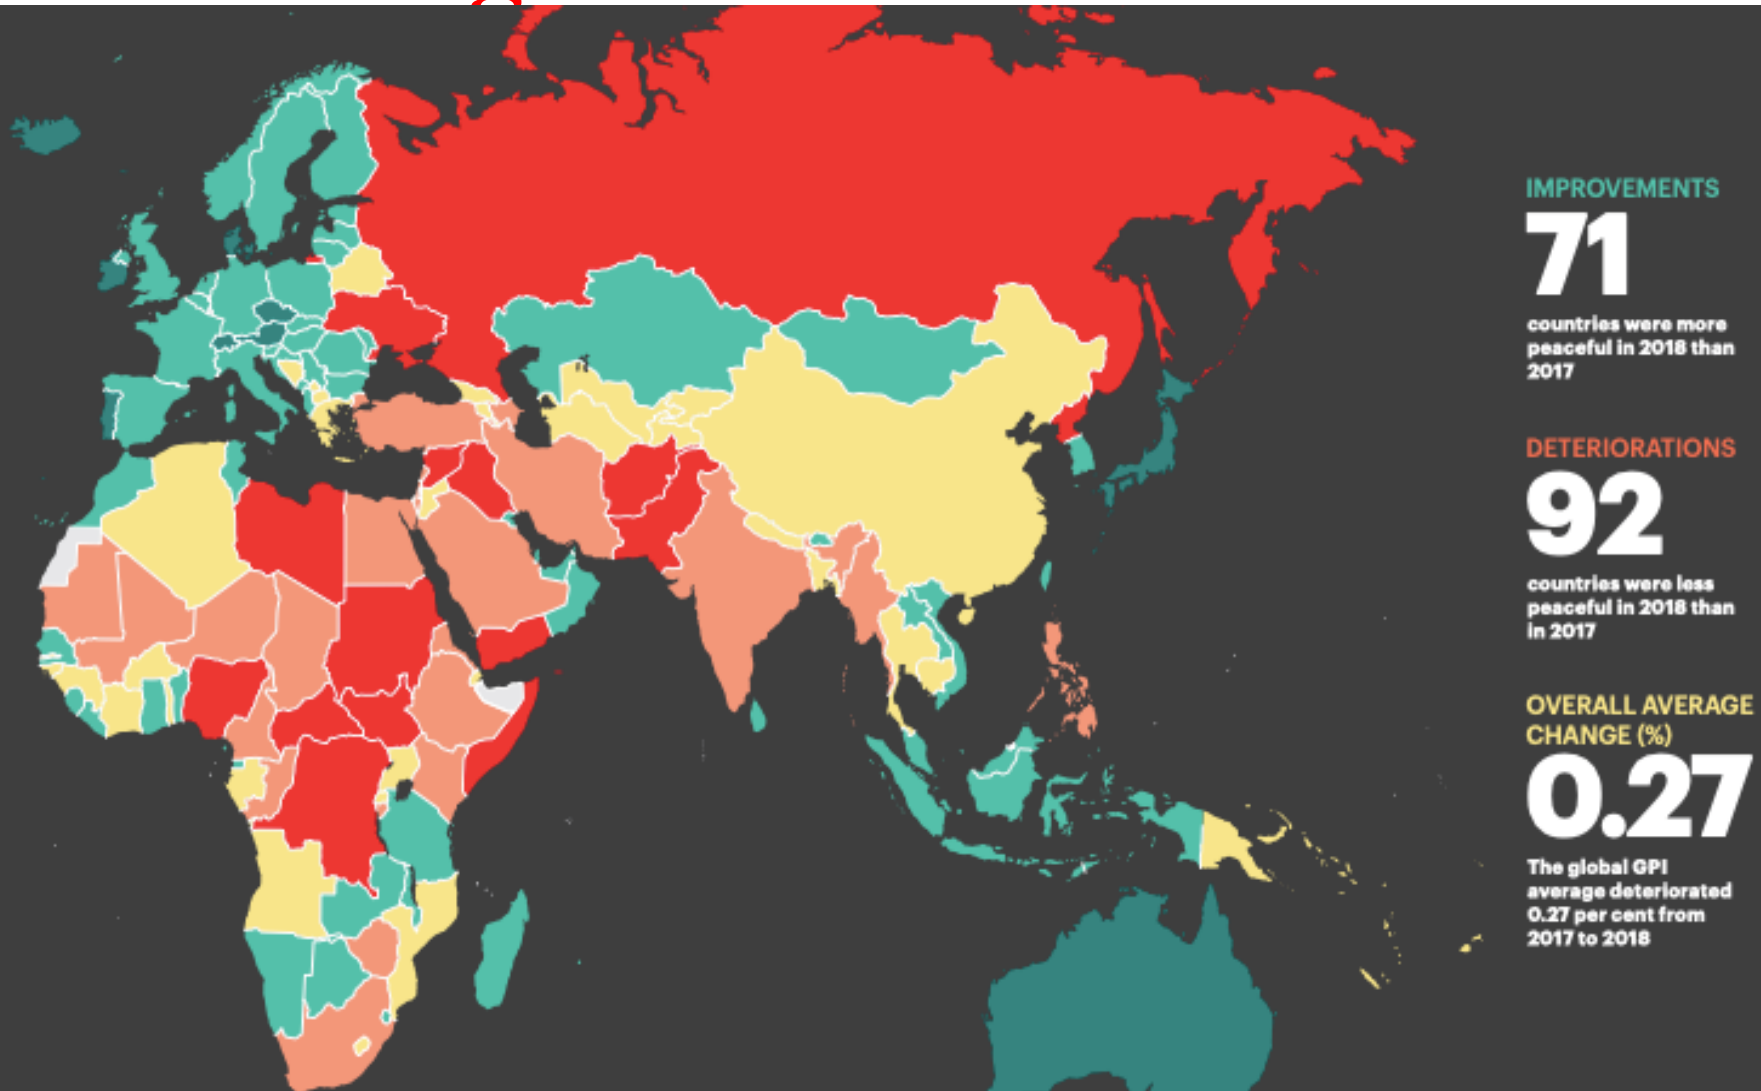 IMPROVEMENTS
71
countries were more
peaceful in 2018 than
2017
DETERIORATIONS
92
countries were less
peaceful in 2018 than
in 2017
OVERALL AVERAGE
CHANGE (%)
0.27
The global GPI
average deteriorated
0.27 per cent from
2017 to 2018